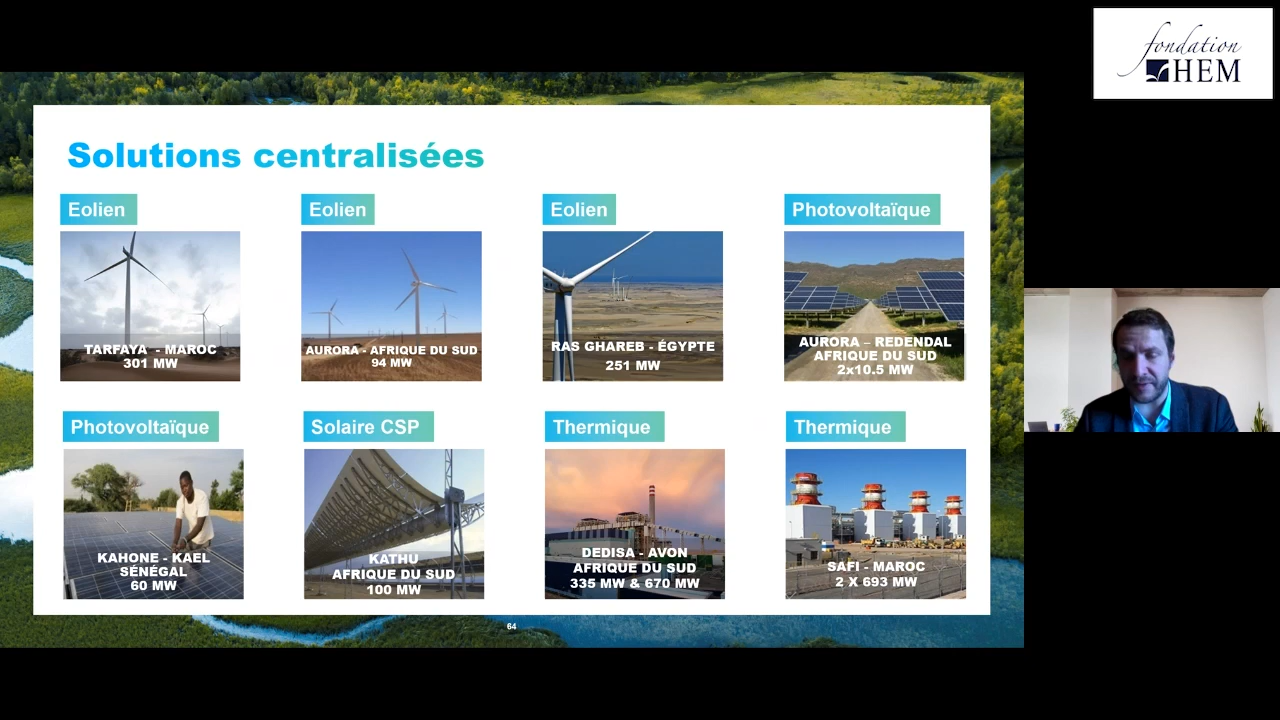 fondation
HEM
Solutions centralisées
Eolien
TARFAYA - MAROC
301 MW
Eolien
AURORA - AFRIQUE DU SUD
94 MW
Eolien
RAS GHAREB - ÉGYPTE
251 MW
Photovoltaïque
AURORA – REDENDAL
AFRIQUE DU SUD
2x10.5 MW
Photovoltaïque
KAHONE - KAEL
SÉNÉGAL
60 MW
Solaire CSP
KATHU
AFRIQUE DU SUD
100 MW
Thermique
DEDISA - AVON
AFRIQUE DU SUD
335 MW & 670 MW
Thermique
SAFI - MAROC
2 X 693 MW
64